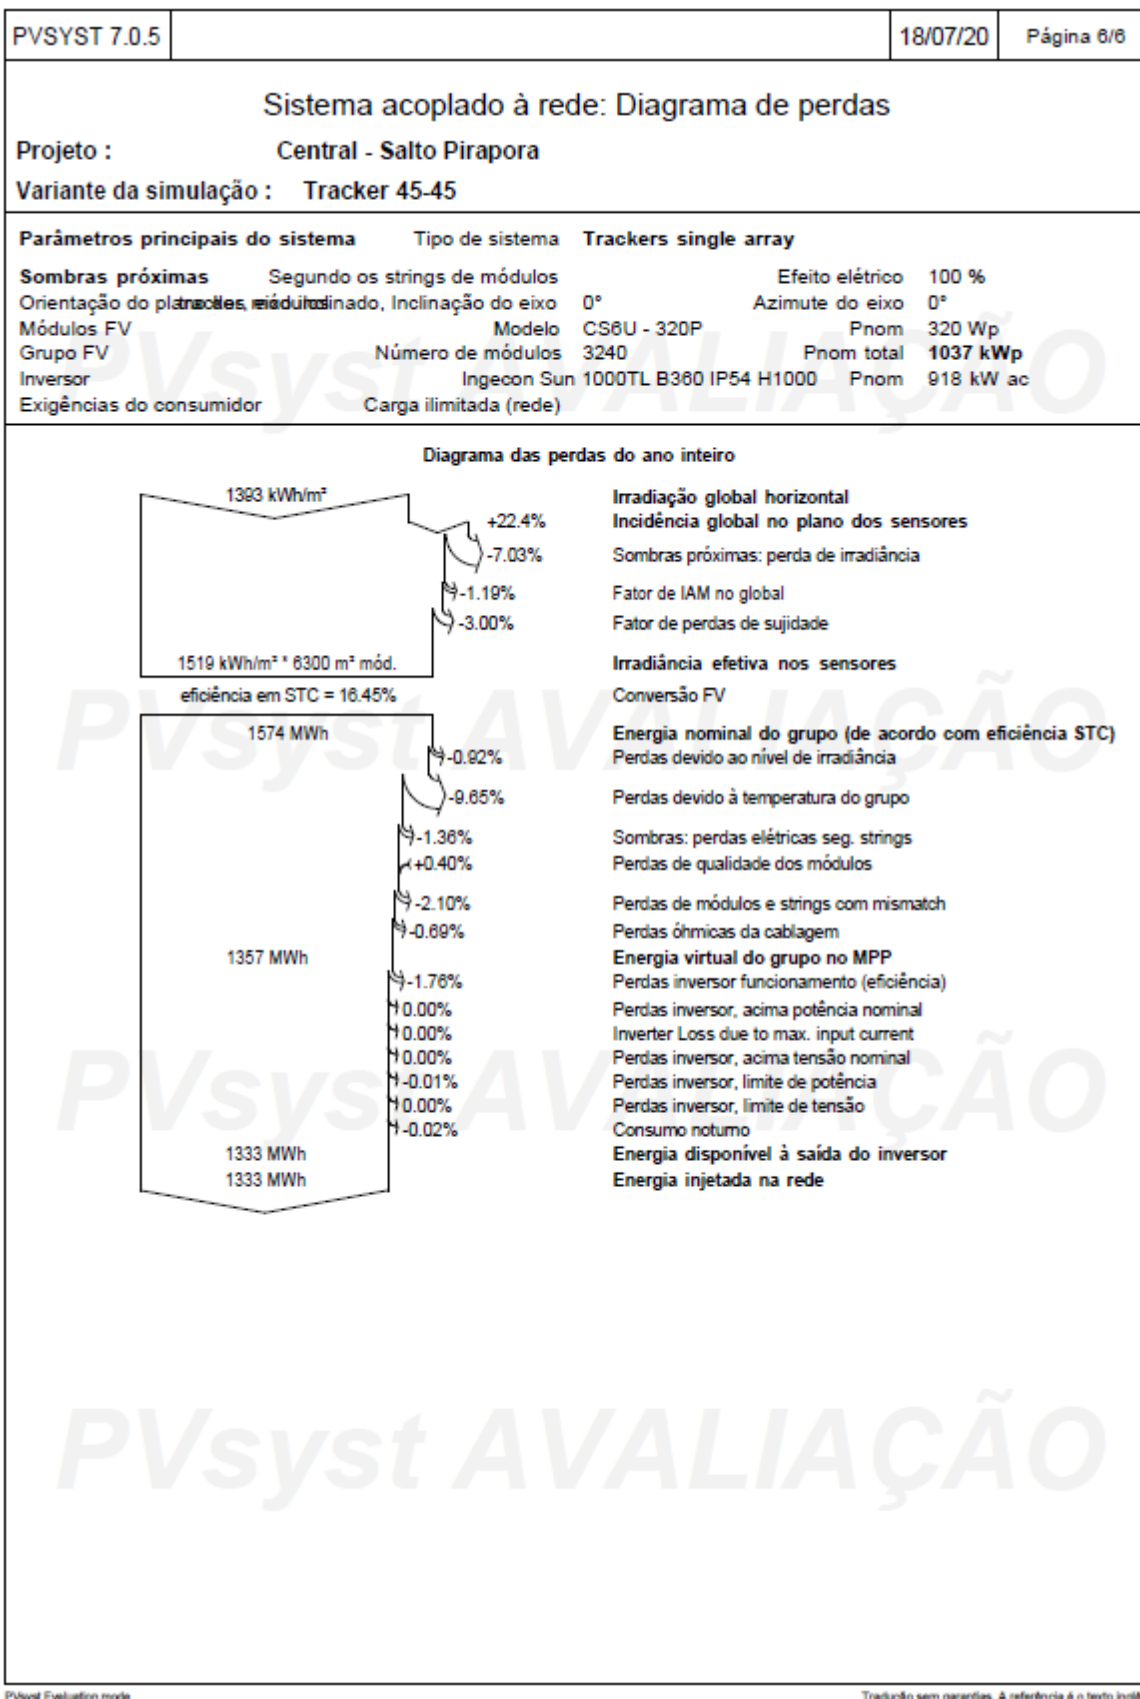 PVSYST 7.0.5 18/07/20 Página 6/6
Sistema acoplado à rede: Diagrama de perdas
Projeto : Central - Salto Pirapora
Variante da simulação : Tracker 45-45
Parâmetros principais do sistema Tipo de sistema Trackers single array
Sombras próximas Segundo os strings de módulos Efeito elétrico 100 %
Orientação do inclinado, Inclinação do eixo 0° Azimute do eixo 0°
Módulos FV Modelo CS6U - 320P Pnom 320 Wp
Grupo FV Número de módulos 3240 Pnom total 1037 kWp
Inversor Ingecon Sun 1000TL B360 IP54 H1000 Pnom 918 kW ac
Exigências do consumidor Carga ilimitada (rede)
Diagrama das perdas do ano inteiro
1393 kWh/m² Irradiação global horizontal
+22.4% Incidência global no plano dos sensores
-7.03% Sombras próximas: perda de irradiância
-1.19% Fator de IAM no global
-3.00% Fator de perdas de sujidade
1519 kWh/m² * 6300 m² mód. Irradiância efetiva nos sensores
eficiência em STC = 16.45% Conversão FV
1574 MWh Energia nominal do grupo (de acordo com eficiência STC)
-0.92% Perdas devido ao nível de irradiância
-9.65% Perdas devido à temperatura do grupo
-1.36% Sombras: perdas elétricas seg. strings
+0.40% Perdas de qualidade dos módulos
-2.10% Perdas de módulos e strings com mismatch
-0.69% Perdas óhmicas da cablagem
1357 MWh Energia virtual do grupo no MPP
-1.76% Perdas inversor funcionamento (eficiência)
0.00% Perdas inversor, acima potência nominal
0.00% Inverter Loss due to max. input current
0.00% Perdas inversor, acima tensão nominal
-0.01% Perdas inversor, limite de potência
0.00% Perdas inversor, limite de tensão
-0.02% Consumo noturno
1333 MWh Energia disponível à saída do inversor
1333 MWh Energia injetada na rede
PVsyst AVALIAÇÃO
PVsyst AVALIAÇÃO
PVsyst AVALIAÇÃO
PVsyst AVALIAÇÃO
PVsyst Evaluation mode Tradução sem garantias. A referência é o texto